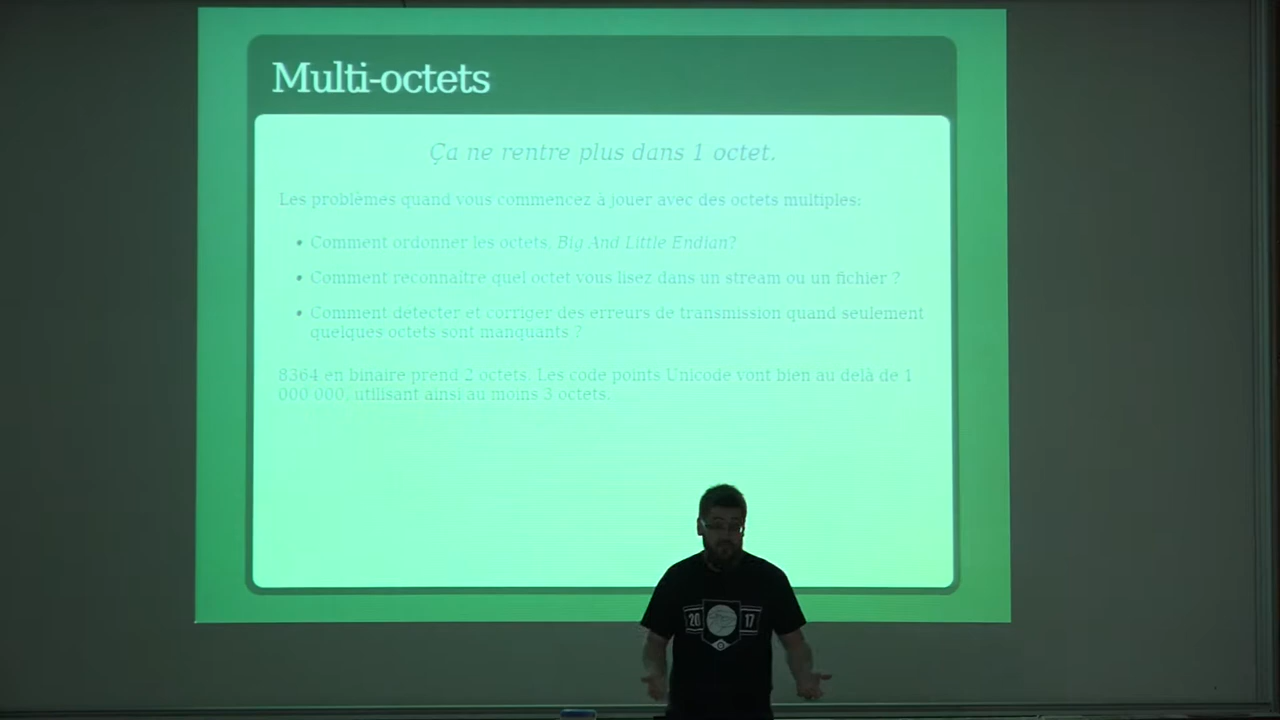 Multi-octets
Ça ne rentre plus dans 1 octet.
Les problèmes quand vous commencez à jouer avec des octets multiples:
• Comment ordonner les octets, Big And Little Endian?
• Comment reconnaître quel octet vous lisez dans un stream ou un fichier ?
• Comment détecter et corriger des erreurs de transmission quand seulement
quelques octets sont manquants ?
8364 en binaire prend 2 octets. Les code points Unicode vont bien au delà de 1
000 000, utilisant ainsi au moins 3 octets.
20 17